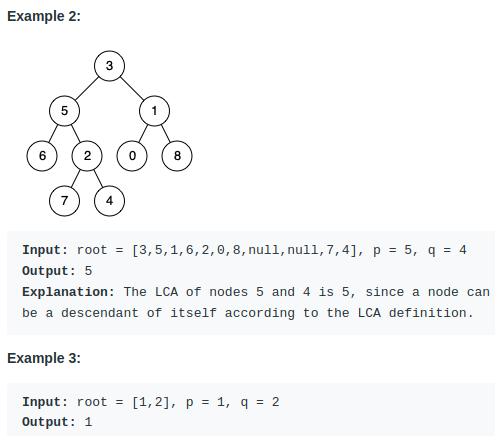 Example 2:
3
5 1
6 2 0 8
7 4
Input: root = [3,5,1,6,2,0,8,null,null,7,4], p = 5, q = 4
Output: 5
Explanation: The LCA of nodes 5 and 4 is 5, since a node can
be a descendant of itself according to the LCA definition.
Example 3:
Input: root = [1,2], p = 1, q = 2
Output: 1